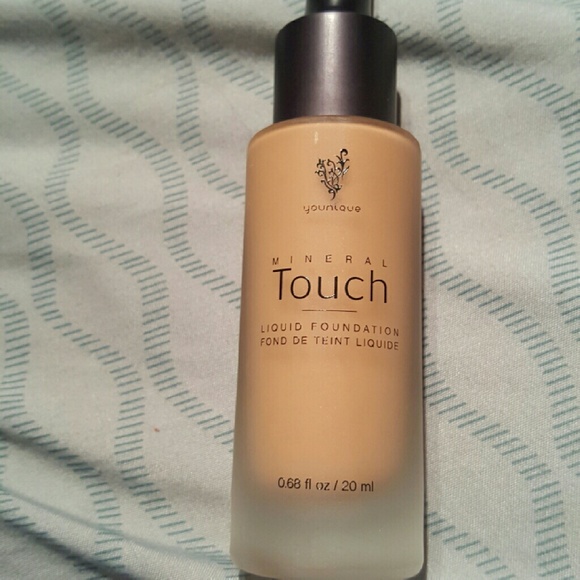 younique
MINERAL
Touch
LIQUID FOUNDATION
FOND DE TEINT LIQUIDE
0.68 fl oz / 20 ml